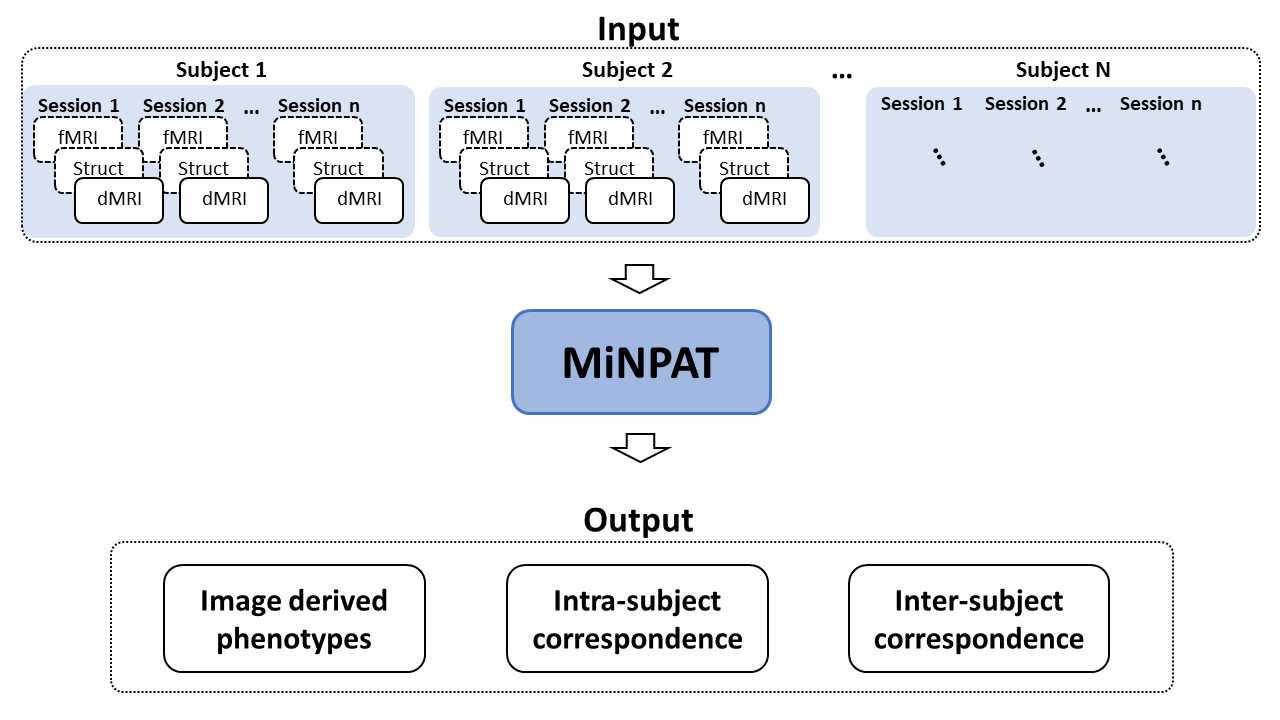 Input
Subject 1
Subject 2
...
Subject N
Session 1
Session 2
...
Session n
fMRI
fMRI
fMRI
Struct
Struct
Struct
dMRI
dMRI
dMRI
Session 1
Session 2
...
Session n
fMRI
fMRI
fMRI
Struct
Struct
Struct
dMRI
dMRI
dMRI
Session 1
Session 2
...
Session n
...
...
...
MiNPAT
Output
Image derived
phenotypes
Intra-subject
correspondence
Inter-subject
correspondence